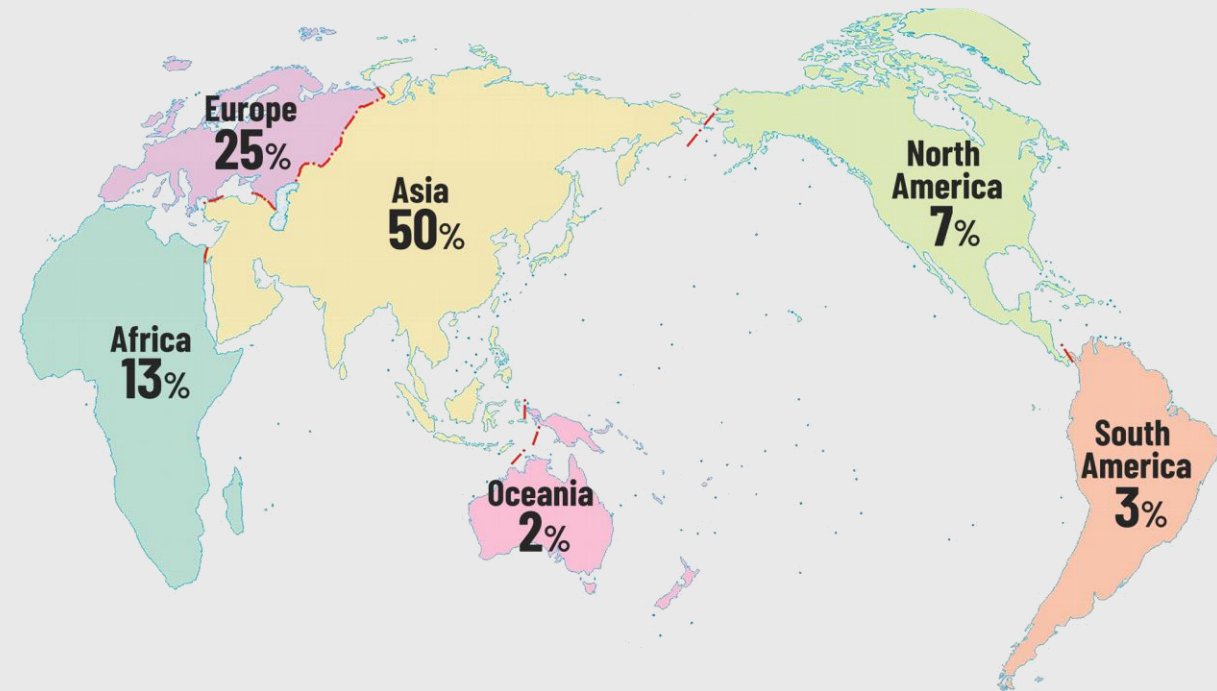 Europe
25%
Asia
50%
North
America
7%
Africa
13%
South
America
3%
Oceania
2%